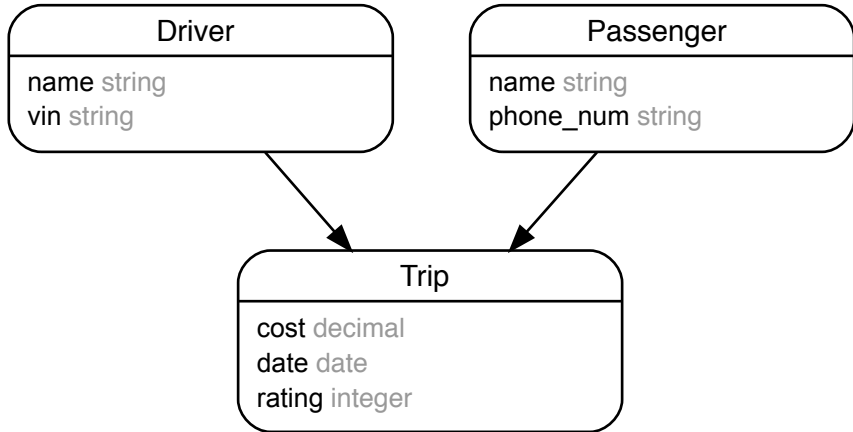 Driver
name string
vin string
Passenger
name string
phone_num string
Trip
cost decimal
date date
rating integer